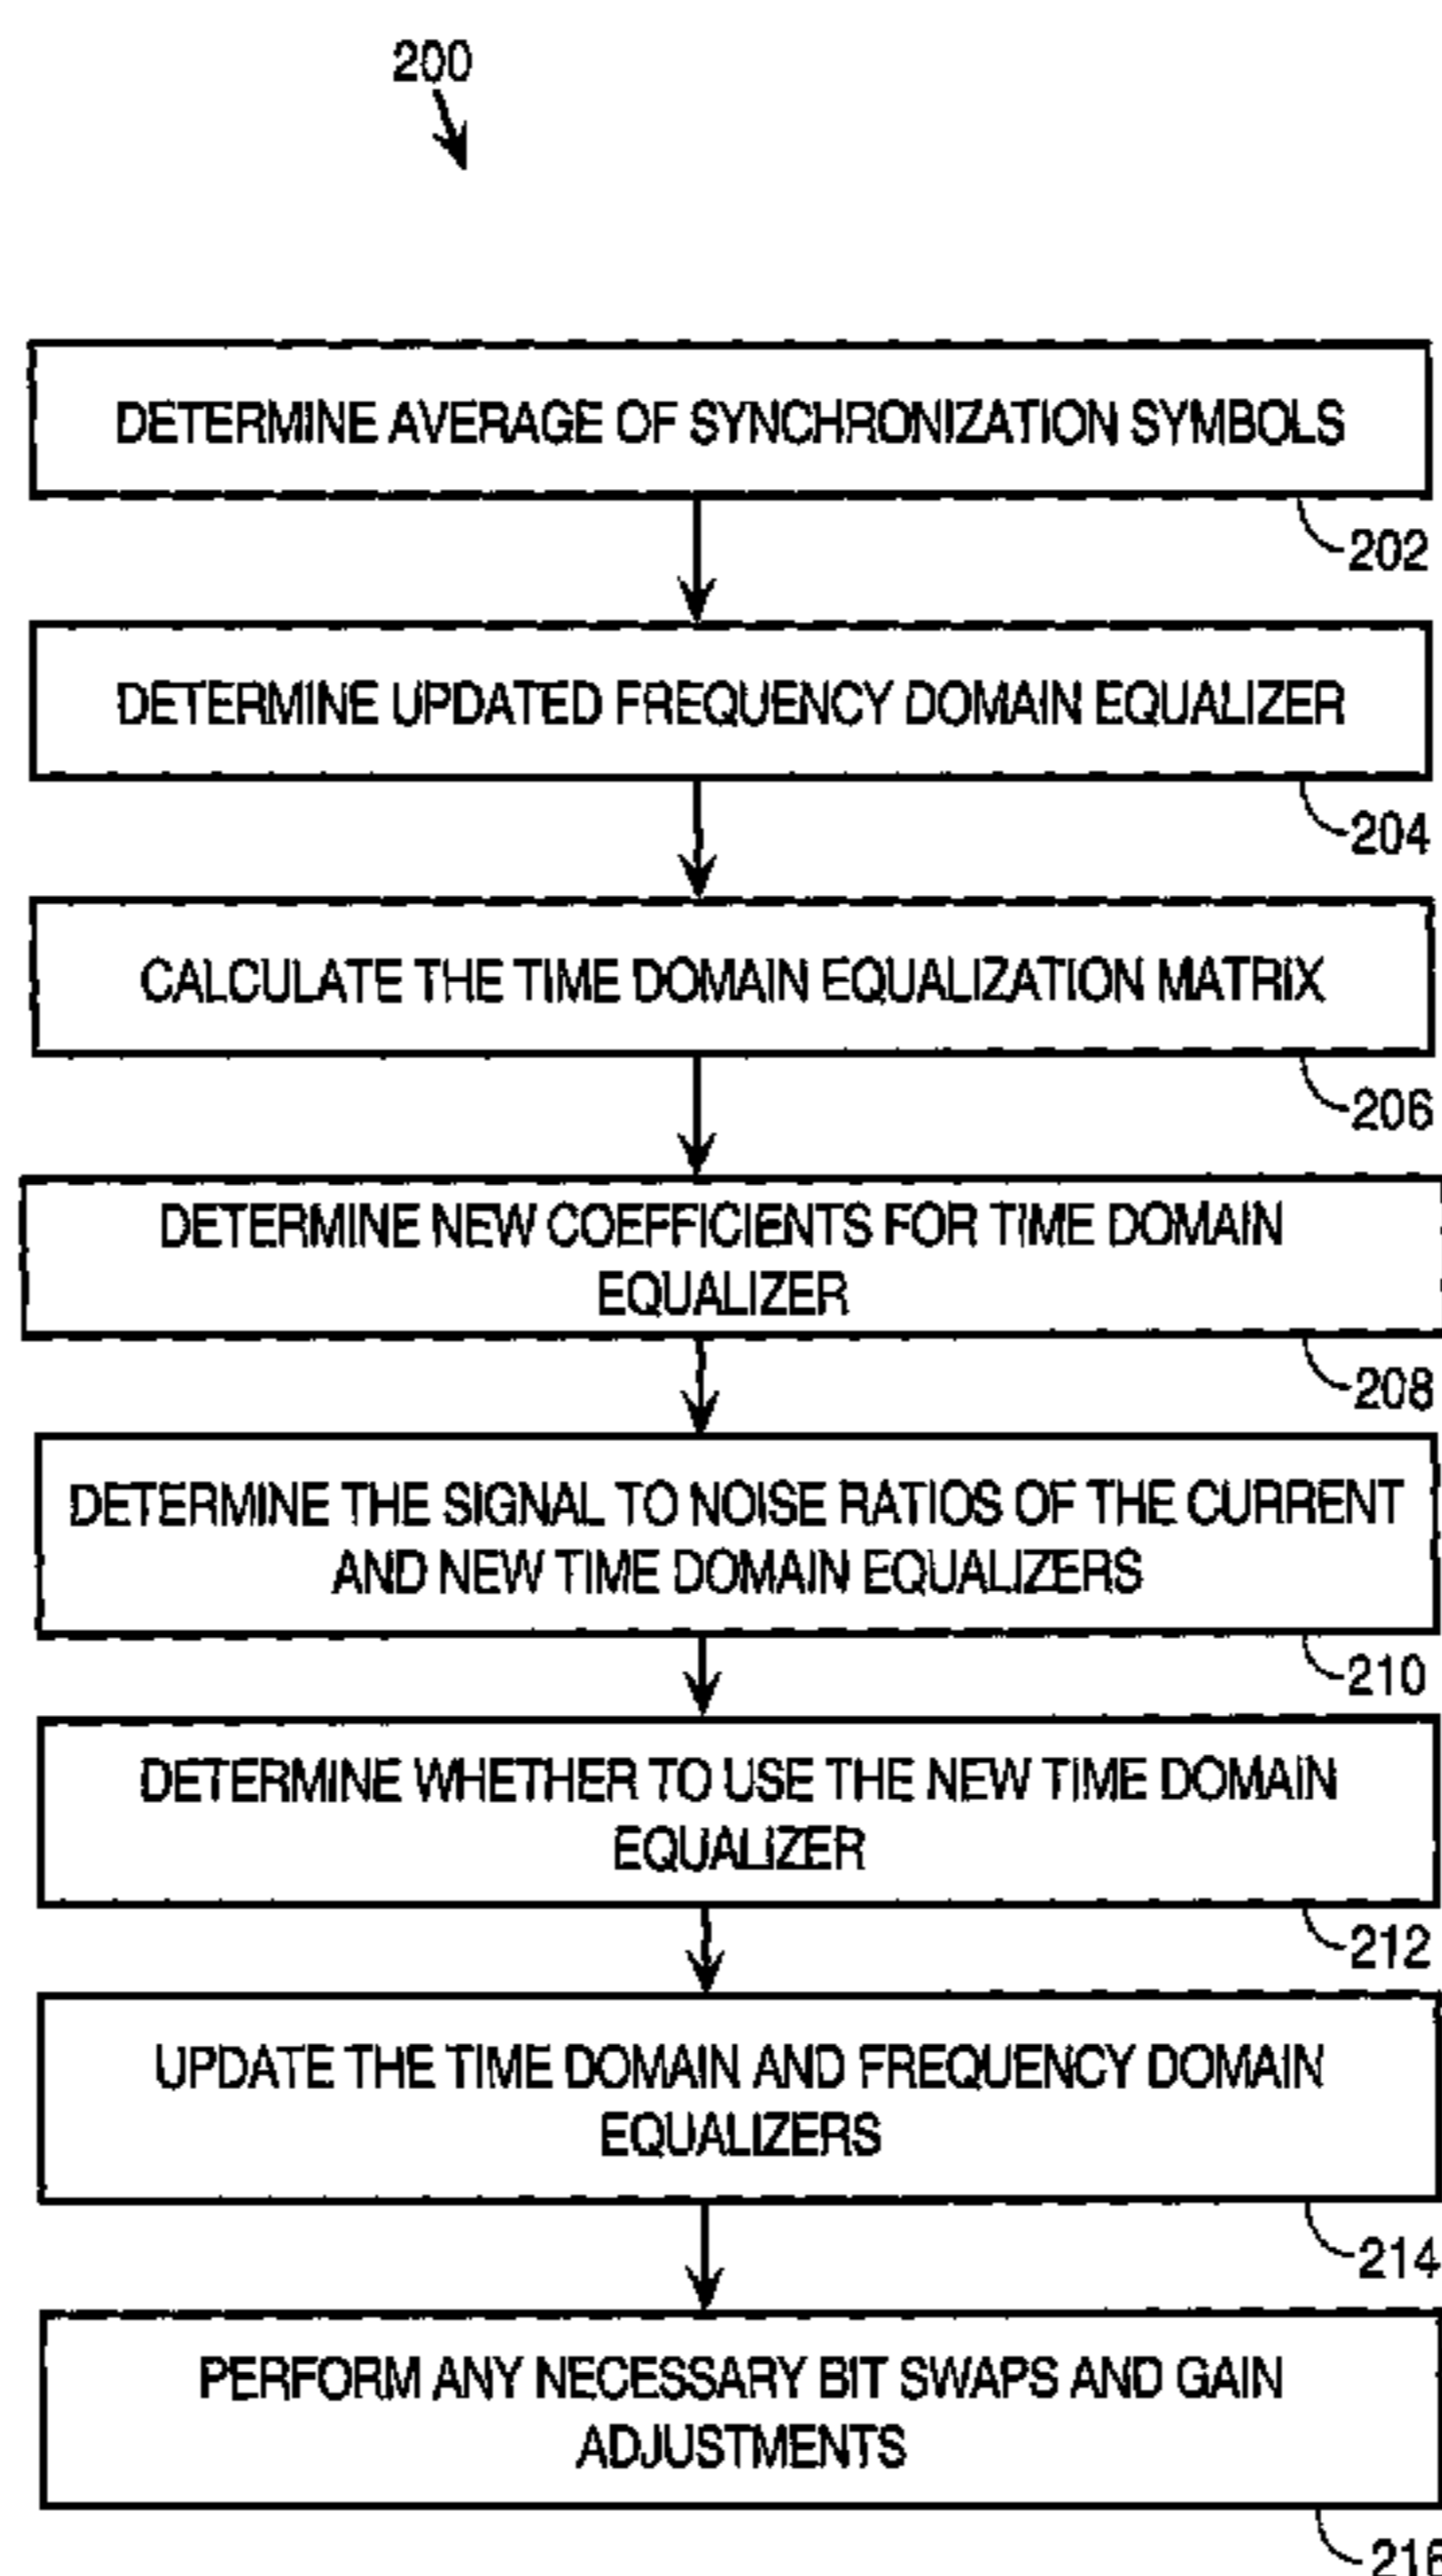 200
DETERMINE AVERAGE OF SYNCHRONIZATION SYMBOLS
202
DETERMINE UPDATED FREQUENCY DOMAIN EQUALIZER
204
CALCULATE THE TIME DOMAIN EQUALIZATION MATRIX
206
DETERMINE NEW COEFFICIENTS FOR TIME DOMAIN
EQUALIZER
208
DETERMINE THE SIGNAL TO NOISE RATIOS OF THE CURRENT
AND NEW TIME DOMAIN EQUALIZERS
210
DETERMINE WHETHER TO USE THE NEW TIME DOMAIN
EQUALIZER
212
UPDATE THE TIME DOMAIN AND FREQUENCY DOMAIN
EQUALIZERS
214
PERFORM ANY NECESSARY BIT SWAPS AND GAIN
ADJUSTMENTS
216